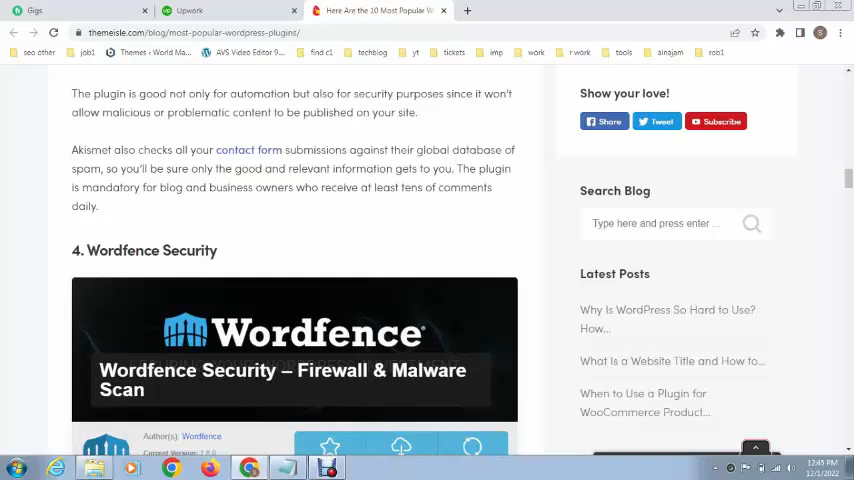 Gigs
Upwork
Here Are the 10 Most Popular W
themeisle.com/blog/most-popular-wordpress-plugins/
seo other
job1
Themes ‹ World Ma...
AVS Video Editor 9...
find c1
techblog
yt
tickets
imp
work
r work
tools
alnajam
rob1
The plugin is good not only for automation but also for security purposes since it won't
allow malicious or problematic content to be published on your site.
Akismet also checks all your contact form submissions against their global database of
spam, so you'll be sure only the good and relevant information gets to you. The plugin
is mandatory for blog and business owners who receive at least tens of comments
daily.
4. Wordfence Security
Wordfence
Wordfence Security – Firewall & Malware
Scan
Author(s): Wordfence
Current Version: 7.8.0
Show your love!
Share
Tweet
Subscribe
Search Blog
Type here and press enter ...
Latest Posts
Why Is WordPress So Hard to Use?
How...
What Is a Website Title and How to...
When to Use a Plugin for
WooCommerce Product...
12:45 PM
12/1/2022